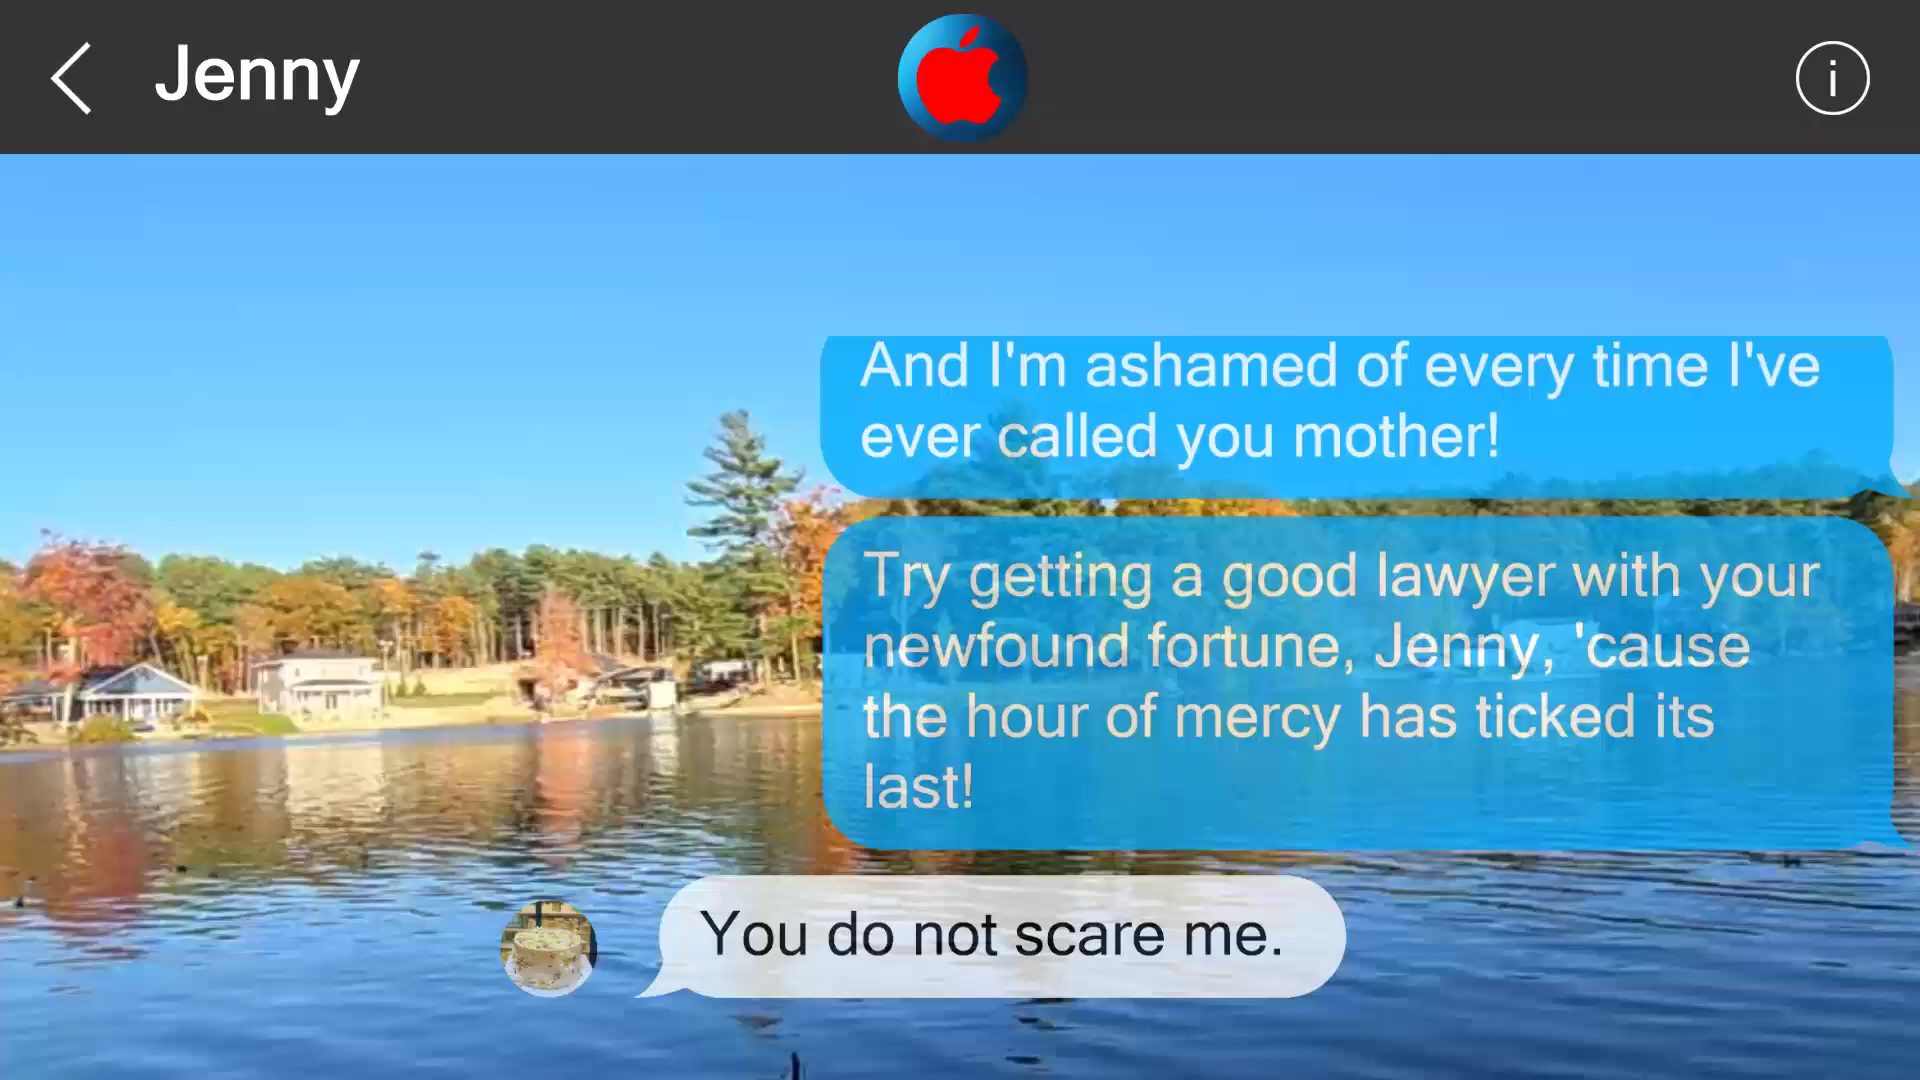 Jenny
i
And I'm ashamed of every time I've
ever called you mother!
Try getting a good lawyer with your
newfound fortune, Jenny, 'cause
the hour of mercy has ticked its
last!
You do not scare me.